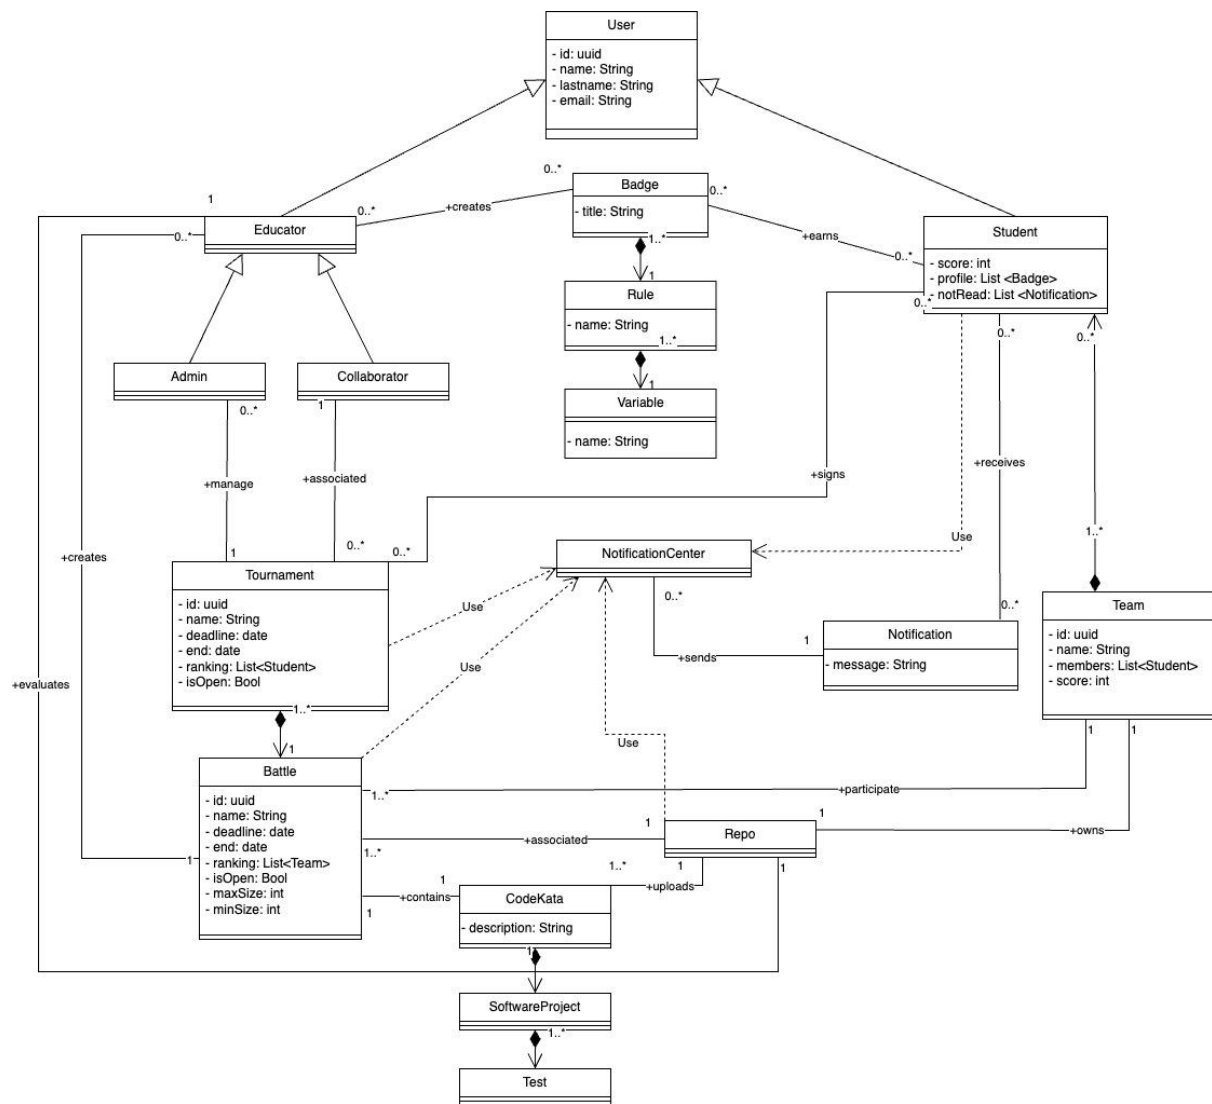 User
- id: uuid
- name: String
- lastname: String
- email: String
0..*
Badge
0..*
- title: String
1
0..*
+creates
Educator
0..*
1..*
+earns
0..*
Student
- score: int
- profile: List <Badge>
- notRead: List <Notification>
0..*
1
Rule
- name: String
1..*
0..*
0..*
Admin
0..*
Collaborator
1
1
Variable
- name: String
+manage
+associated
+signs
+receives
1
0..*
0..*
+creates
Use
1..*
Tournament
- id: uuid
- name: String
- deadline: date
- end: date
- ranking: List<Student>
- isOpen: Bool
1..*
NotificationCenter
0..*
Use
Use
+sends
1
0..*
Notification
- message: String
Team
- id: uuid
- name: String
- members: List<Student>
- score: int
+evaluates
1
Use
1
1
Battle
- id: uuid
- name: String
- deadline: date
- end: date
- ranking: List<Team>
- isOpen: Bool
- maxSize: int
- minSize: int
1..*
+participate
1
+associated
1
Repo
1
+owns
1..*
1
1..*
1
1
+uploads
+contains
1
CodeKata
- description: String
1
SoftwareProject
1..*
Test